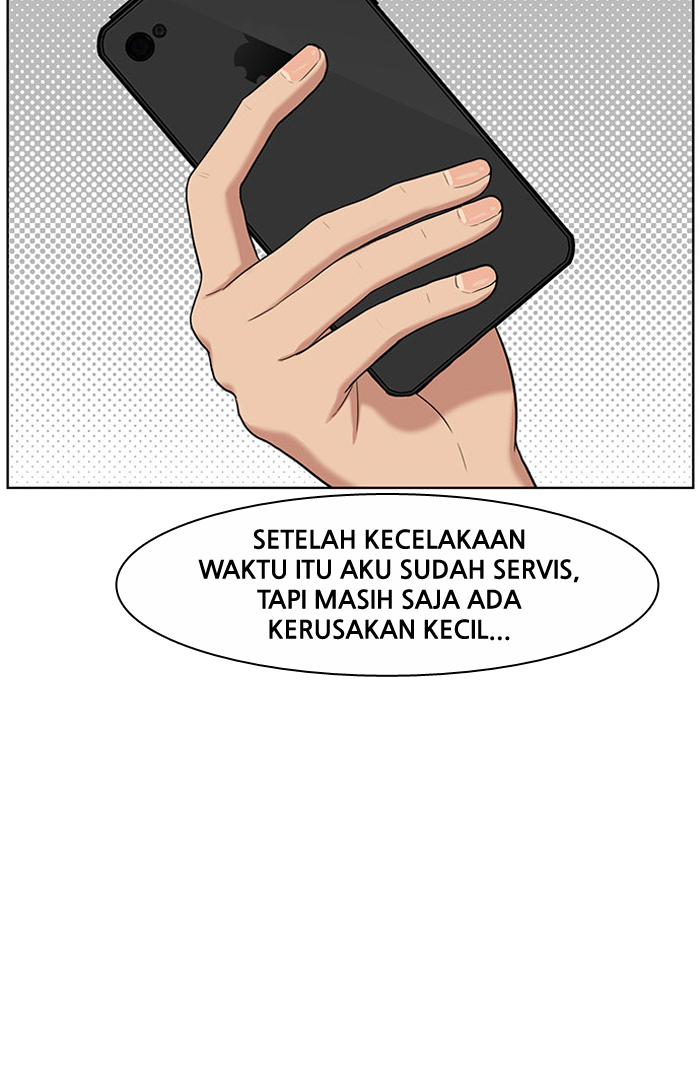 SETELAH KECELAKAAN
WAKTU ITU AKU SUDAH SERVIS,
TAPI MASIH SAJA ADA
KERUSAKAN KECIL...